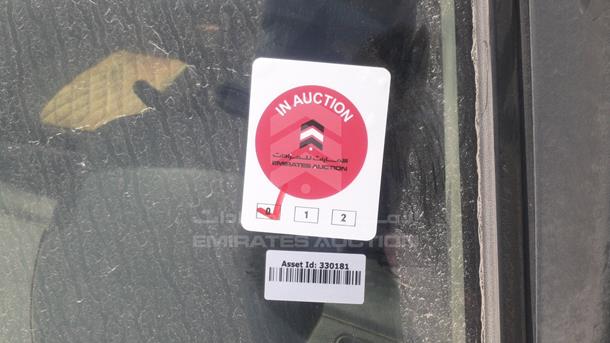 IN AUCTION
الإمارات للمزادات
EMIRATES AUCTION
0 1 2
EMIRATES AUCTION
Asset Id: 330181